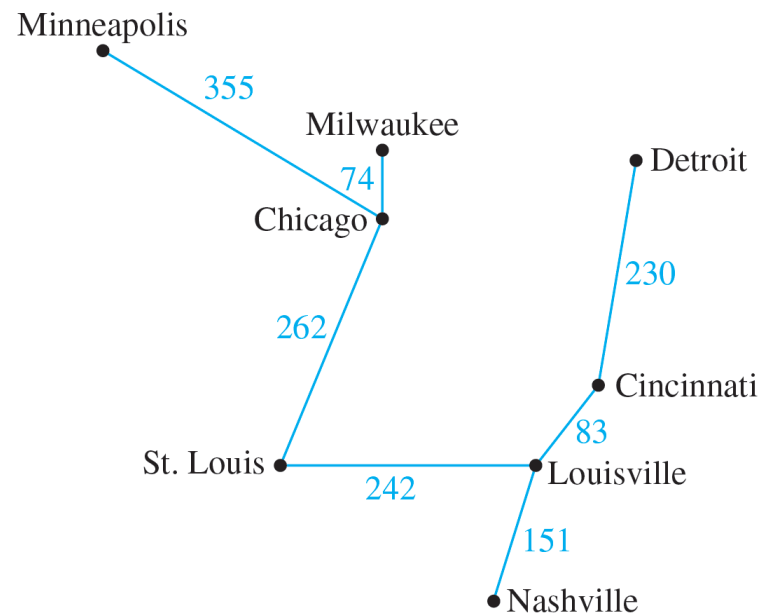 Minneapolis
355
Milwaukee
74
Detroit
Chicago
230
262
Cincinnati
83
St. Louis
Louisville
242
151
Nashville